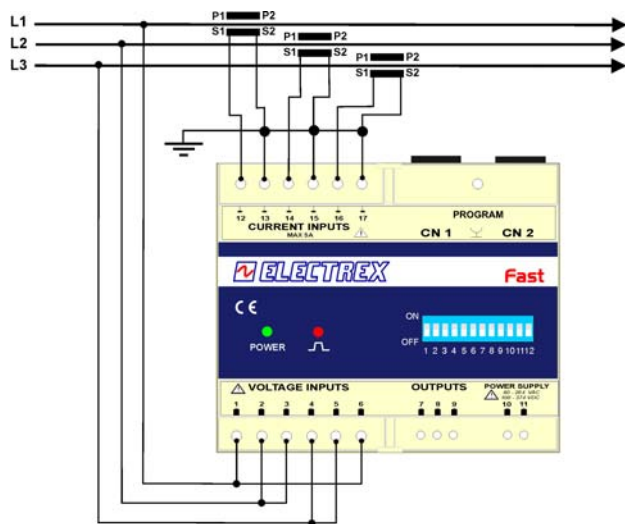 L1
P1 P2
S1 S2
L2
P1 P2
S1 S2
L3
P1 P2
S1 S2
12 13 14 15 16 17
CURRENT INPUTS
MAX 5A
PROGRAM
CN 1 CN 2
ELECTREX
Fast
CE
POWER
ON
OFF
1 2 3 4 5 6 7 8 9 10 11 12
VOLTAGE INPUTS
1 2 3 4 5 6
OUTPUTS
7 8 9
POWER SUPPLY
10 11